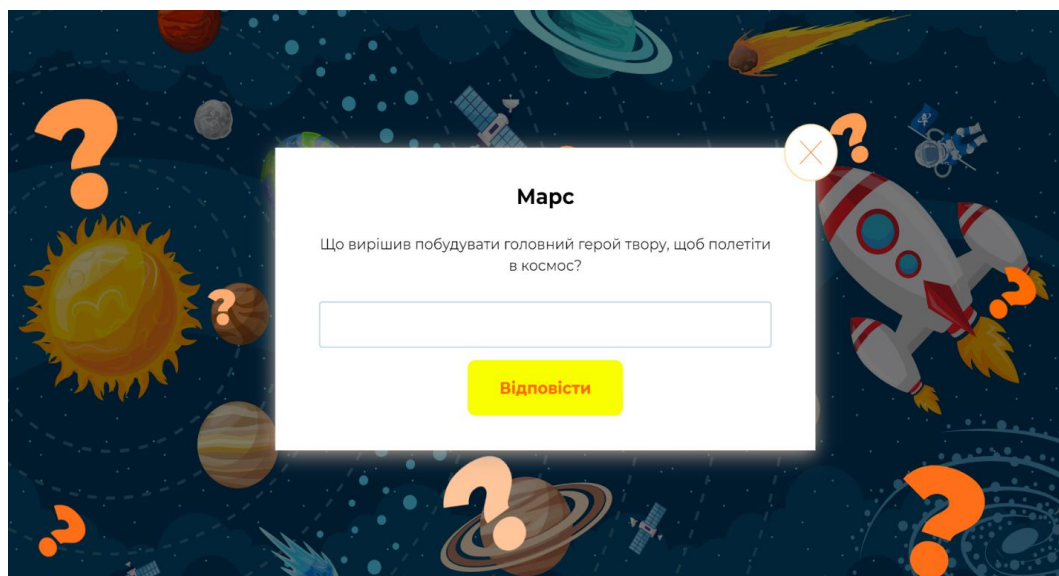 Марс
Що вирішив побудувати головний герой твору, щоб полетіти
в космос?
Відповісти